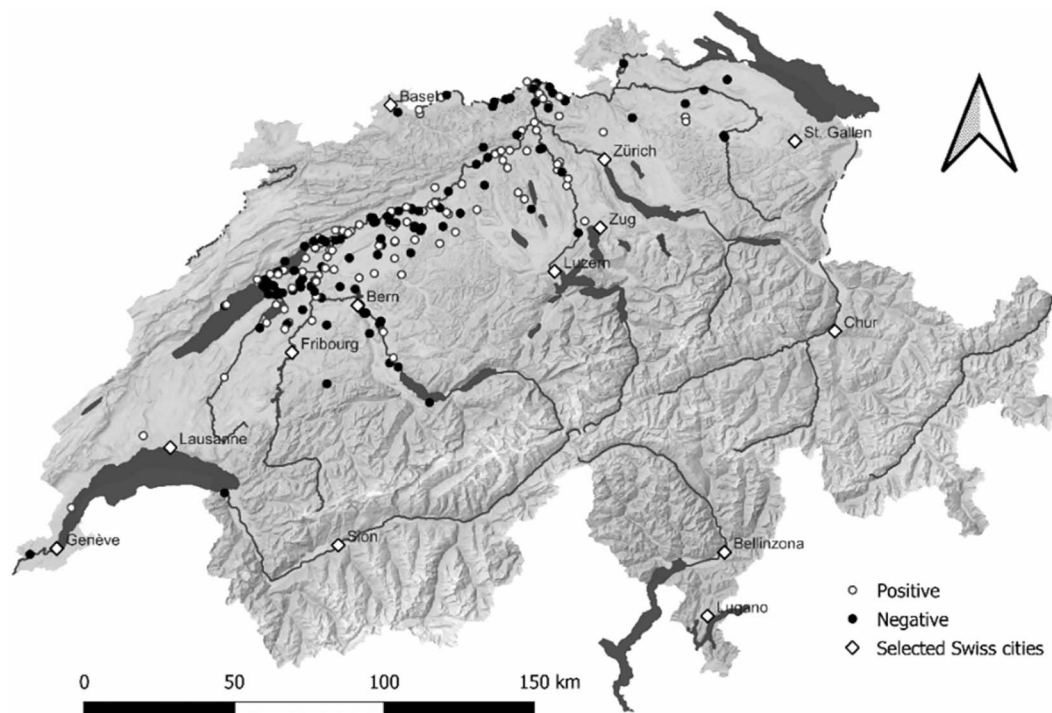 Basel
St. Gallen
Zürich
Zug
Luzern
Bern
Chur
Fribourg
Lausanne
Genève
Sion
Bellinzona
Lugano
Positive
Negative
Selected Swiss cities
0 50 100 150 km